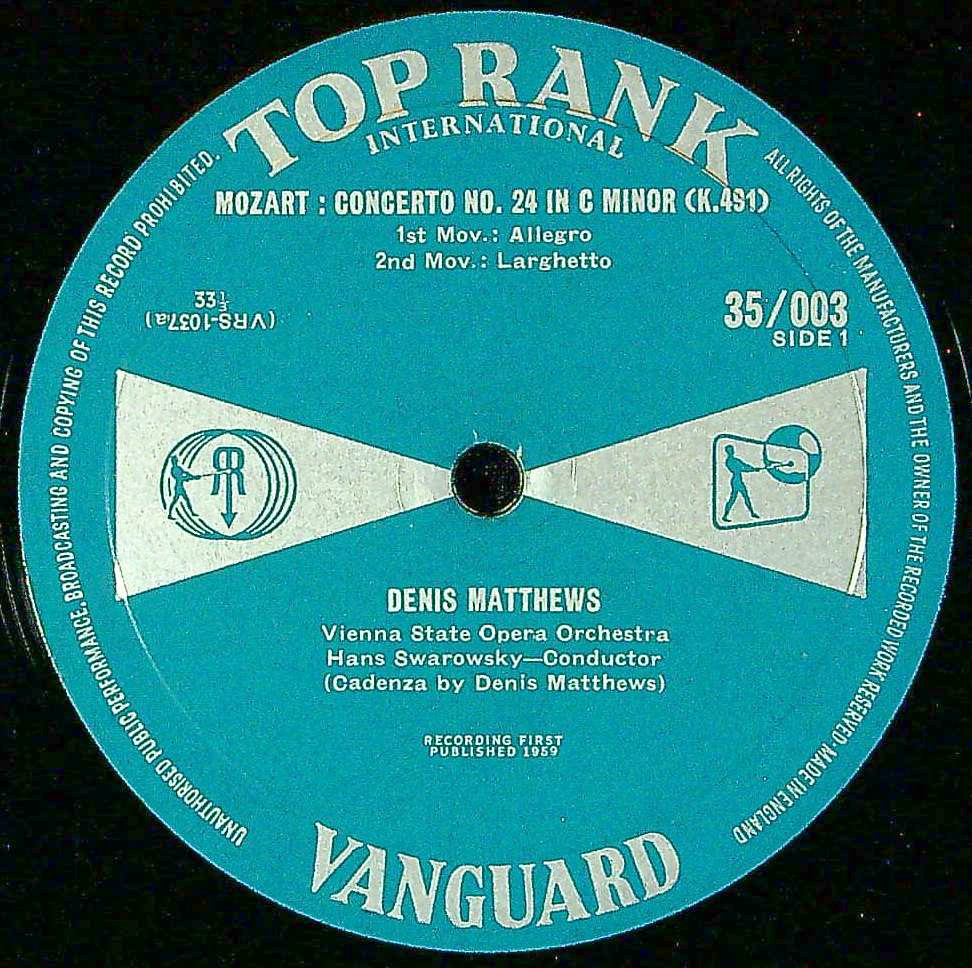 TOP RANK
INTERNATIONAL
MOZART : CONCERTO NO. 24 IN C MINOR (K.491)
1st Mov.: Allegro
2nd Mov.: Larghetto
33⅓
(VRS-1037a)
35/003
SIDE 1
RR
DENIS MATTHEWS
Vienna State Opera Orchestra
Hans Swarowsky—Conductor
(Cadenza by Denis Matthews)
RECORDING FIRST
PUBLISHED 1959
VANGUARD
UNAUTHORISED PUBLIC PERFORMANCE, BROADCASTING AND COPYING OF THIS RECORD PROHIBITED.
ALL RIGHTS OF THE MANUFACTURERS AND THE OWNER OF THE RECORDED WORK RESERVED · MADE IN ENGLAND